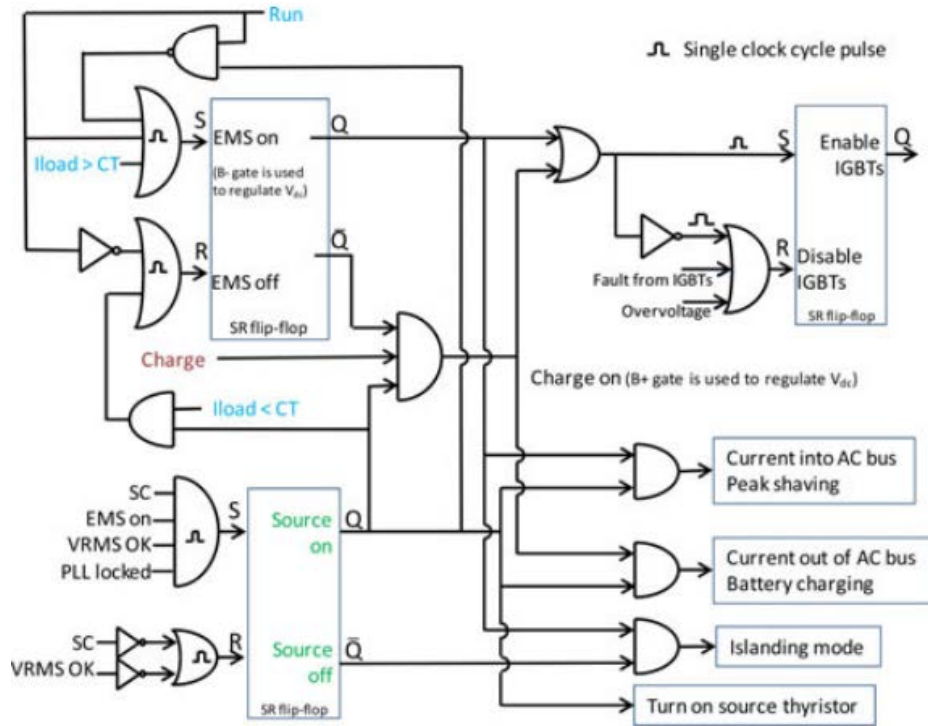 Run
Single clock cycle pulse
S
Q
EMS on
Iload > CT
(B- gate is used
to regulate Vdc)
S
Q
Enable
IGBTs
Q̄
R
EMS off
R
Disable
IGBTs
Fault from IGBTs
Overvoltage
SR flip-flop
SR flip-flop
Charge
Charge on (B+ gate is used to regulate Vdc)
Iload < CT
Current into AC bus
Peak shaving
SC
EMS on
VRMS OK
PLL locked
S
Source
on
Q
Current out of AC bus
Battery charging
SC
VRMS OK
R
Source
off
Q̄
SR flip-flop
Islanding mode
Turn on source thyristor